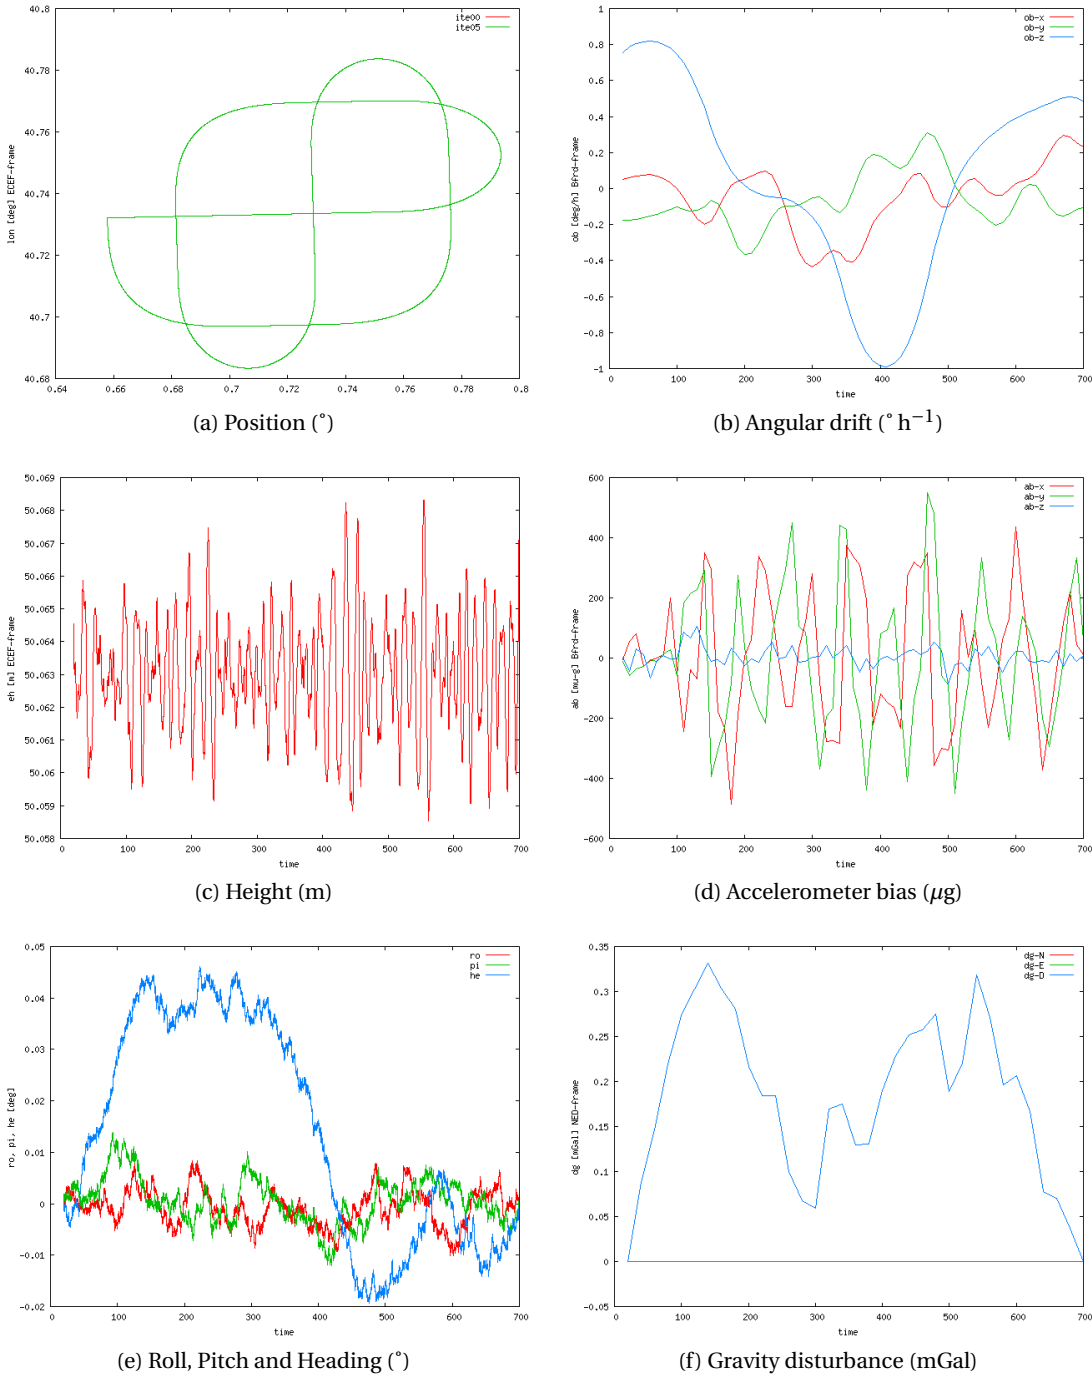 40.8
40.78
40.76
40.74
40.72
40.7
40.68
0.64 0.66 0.68 0.7 0.72 0.74 0.76 0.78 0.8
lon [deg] ECEF-frame
ite00
ite05
(a) Position (˚)
1
0.8
0.6
0.4
0.2
0
-0.2
-0.4
-0.6
-0.8
-1
0 100 200 300 400 500 600 700
time
ob [deg/h] Bfrd-frame
ob-x
ob-y
ob-z
(b) Angular drift (˚ h−1)
50.069
50.068
50.067
50.066
50.065
50.064
50.063
50.062
50.061
50.06
50.059
50.058
0 100 200 300 400 500 600 700
time
eh [m] ECEF-frame
(c) Height (m)
600
400
200
0
-200
-400
-600
0 100 200 300 400 500 600 700
time
ab [mu-g] Bfrd-frame
ab-x
ab-y
ab-z
(d) Accelerometer bias (μg)
0.05
0.04
0.03
0.02
0.01
0
-0.01
-0.02
0 100 200 300 400 500 600 700
time
ro, pi, he [deg]
ro
pi
he
(e) Roll, Pitch and Heading (˚)
0.35
0.3
0.25
0.2
0.15
0.1
0.05
0
-0.05
0 100 200 300 400 500 600 700
time
dg [mGal] NED-frame
dg-N
dg-E
dg-D
(f) Gravity disturbance (mGal)